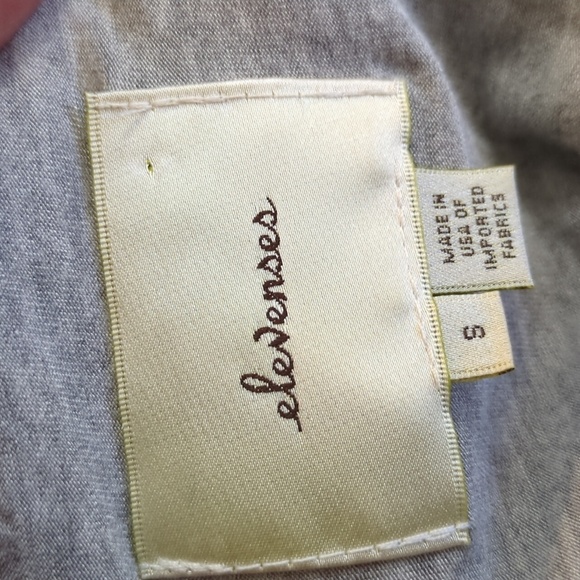 elevenses
MADE IN
USA OF
IMPORTED
FABRICS
S